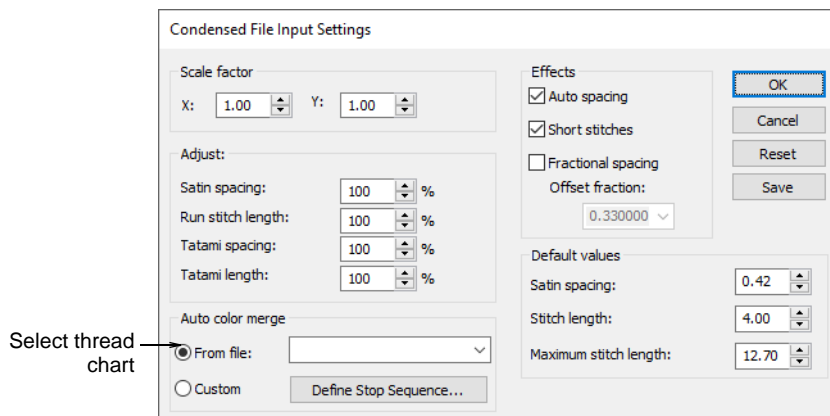 Condensed File Input Settings
Scale factor
X: 1.00 Y: 1.00
Adjust:
Satin spacing: 100 %
Run stitch length: 100 %
Tatami spacing: 100 %
Tatami length: 100 %
Auto color merge
Select thread chart
From file:
Custom Define Stop Sequence...
Effects
Auto spacing
Short stitches
Fractional spacing
Offset fraction:
0.330000
OK
Cancel
Reset
Save
Default values
Satin spacing: 0.42
Stitch length: 4.00
Maximum stitch length: 12.70